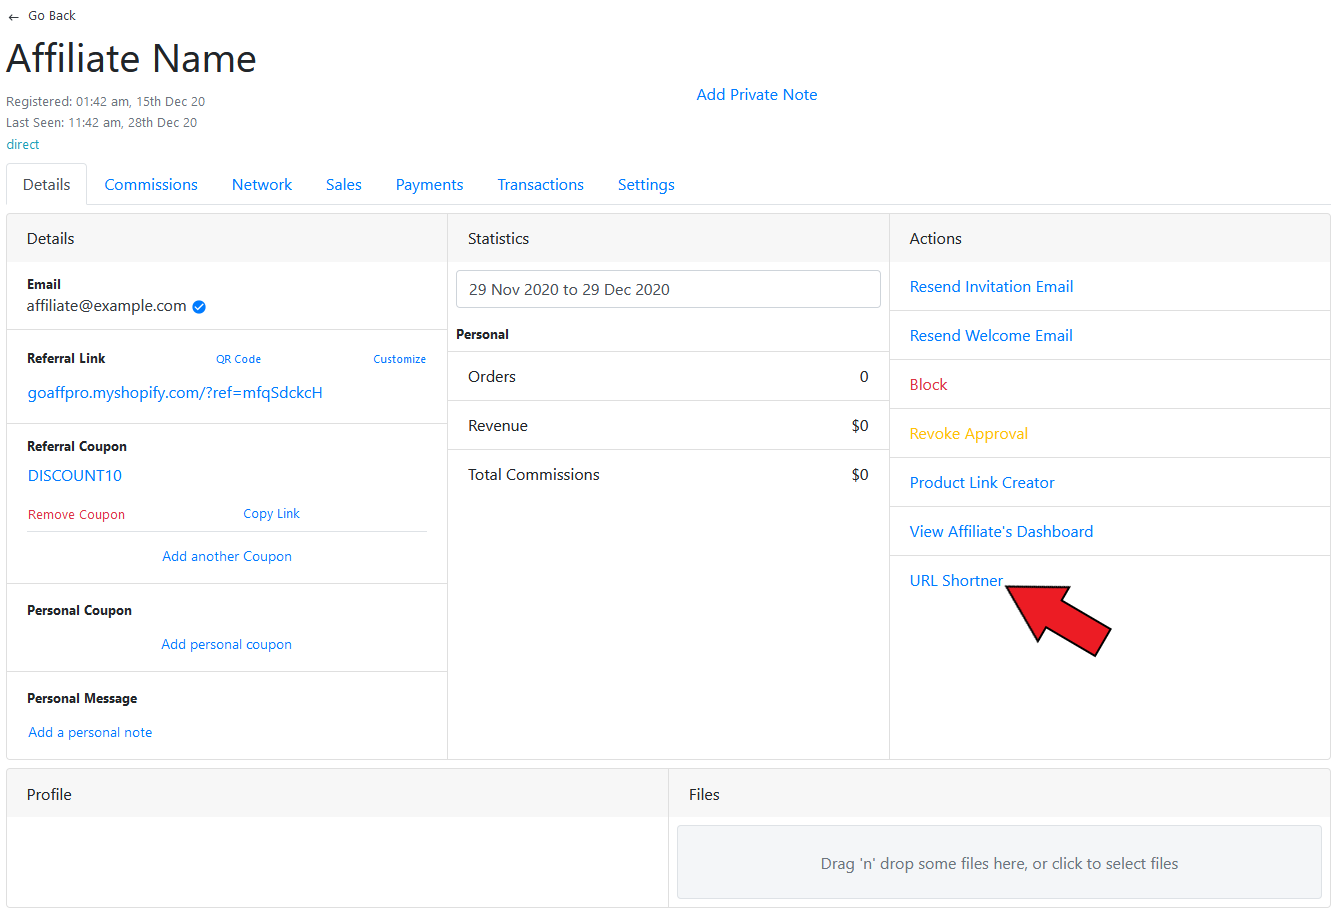 ← Go Back
Affiliate Name
Registered: 01:42 am, 15th Dec 20
Last Seen: 11:42 am, 28th Dec 20
direct
Add Private Note
Details Commissions Network Sales Payments Transactions Settings
Details
Email
affiliate@example.com
Referral Link QR Code Customize
goaffpro.myshopify.com/?ref=mfqSdckcH
Referral Coupon
DISCOUNT10
Remove Coupon Copy Link
Add another Coupon
Personal Coupon
Add personal coupon
Personal Message
Add a personal note
Statistics
29 Nov 2020 to 29 Dec 2020
Personal
Orders 0
Revenue $0
Total Commissions $0
Actions
Resend Invitation Email
Resend Welcome Email
Block
Revoke Approval
Product Link Creator
View Affiliate's Dashboard
URL Shortner
Profile
Files
Drag 'n' drop some files here, or click to select files